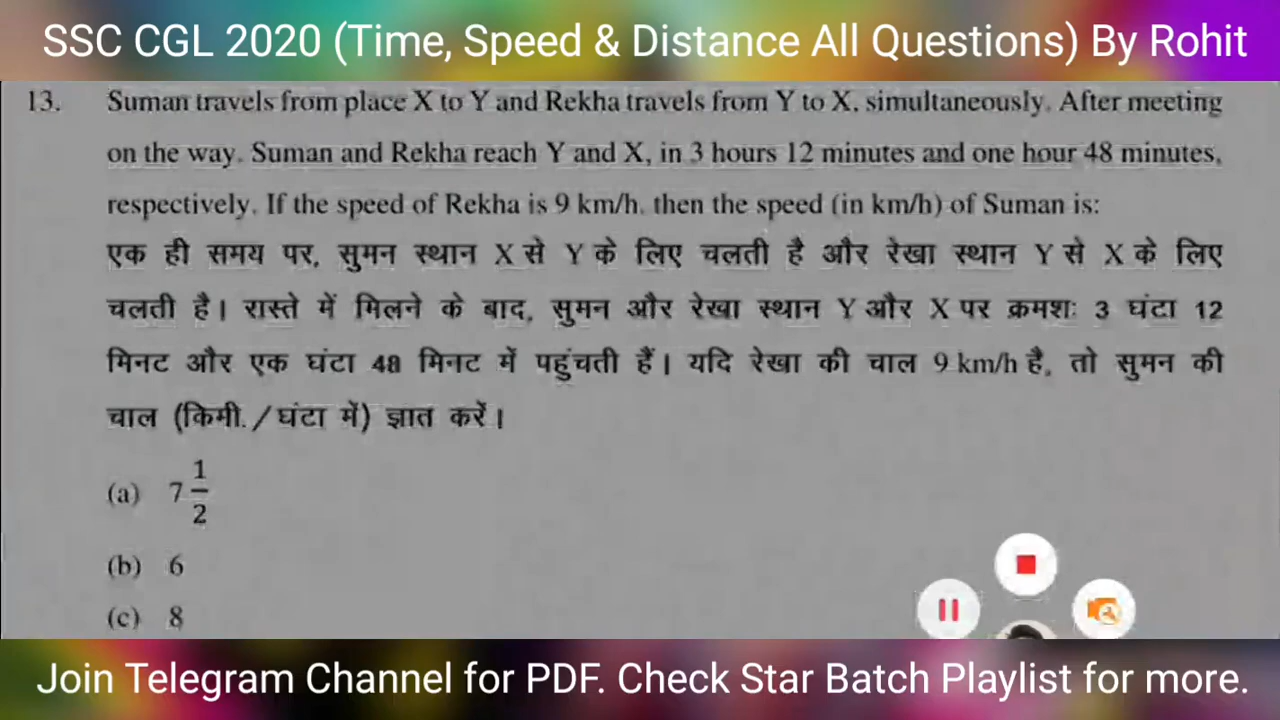 SSC CGL 2020 (Time, Speed & Distance All Questions) By Rohit
13. Suman travels from place X to Y and Rekha travels from Y to X, simultaneously. After meeting
on the way. Suman and Rekha reach Y and X, in 3 hours 12 minutes and one hour 48 minutes,
respectively. If the speed of Rekha is 9 km/h. then the speed (in km/h) of Suman is:
एक ही समय पर, सुमन स्थान X से Y के लिए चलती है और रेखा स्थान Y से X के लिए
चलती है। रास्ते में मिलने के बाद, सुमन और रेखा स्थान Y और X पर क्रमशः 3 घंटा 12
मिनट और एक घंटा 48 मिनट में पहुंचती हैं। यदि रेखा की चाल 9 km/h है, तो सुमन की
चाल (किमी./घंटा में) ज्ञात करें।
(a) 7 1/2
(b) 6
(c) 8
Join Telegram Channel for PDF. Check Star Batch Playlist for more.